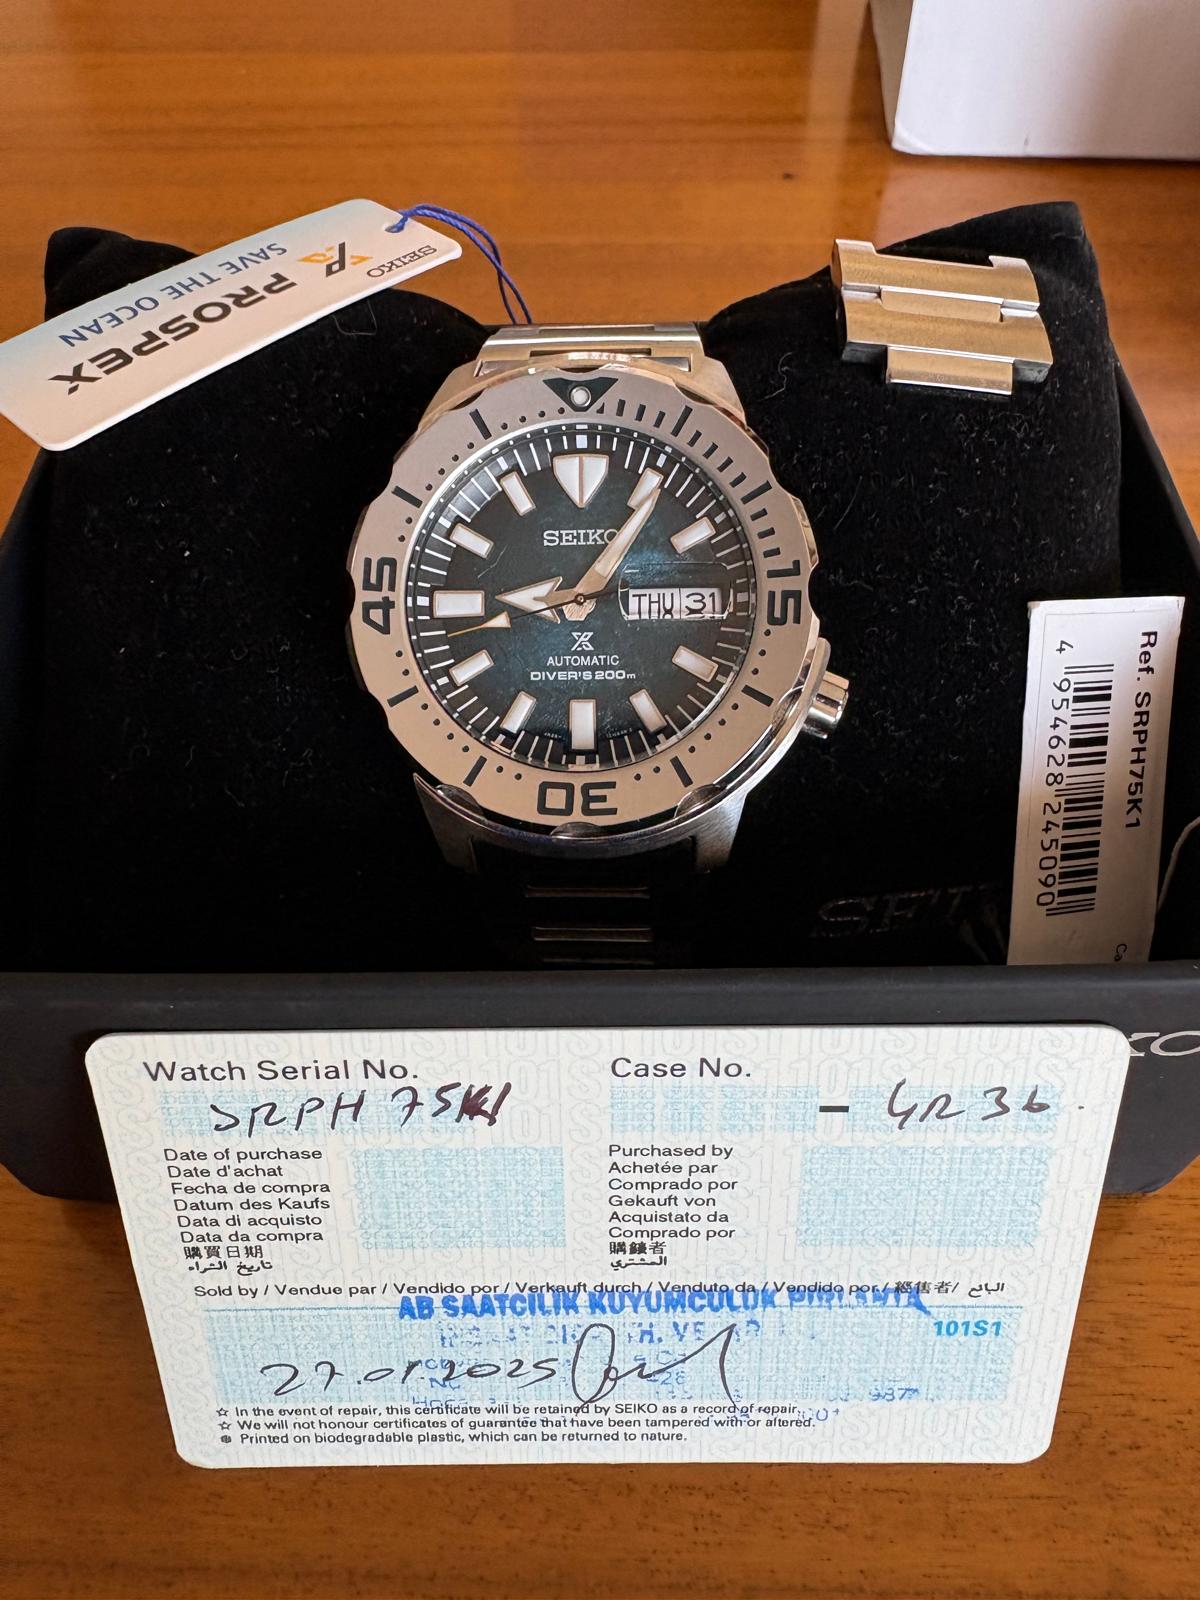 SEIKO
PROSPEX
SAVE THE OCEAN
15
45
30
SEIKO
THU 31
AUTOMATIC
DIVER'S 200m
Ref. SRPH75K1
4 954628 245090
Watch Serial No.
Case No.
SRPH 75K1
- 4R36.
Date of purchase
Date d'achat
Fecha de compra
Datum des Kaufs
Data di acquisto
Data da compra
購買日期
تاريخ الشراء
Purchased by
Achetée par
Comprado por
Gekauft von
Acquistato da
Comprado por
المشتري
Sold by / Vendue par / Vendido por / Verkauft durch / Venduto da / Vendido por / 經售者 / البائع
AB SAATCILIK KUYUMCULUK PIRLANTA
101S1
27.01.2025
☆ In the event of repair, this certificate will be retained by SEIKO as a record of repair.
☆ We will not honour certificates of guarantee that have been tampered with or altered.
Printed on biodegradable plastic, which can be returned to nature.